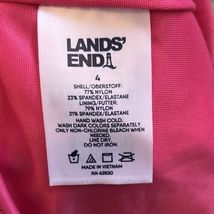 LANDS'
END
4
SHELL/OBERSTOFF:
77% NYLON
23% SPANDEX/ELASTANE
LINING/FUTTER:
79% NYLON
21% SPANDEX/ELASTANE
HAND WASH COLD.
WASH DARK COLORS SEPARATELY.
ONLY NON-CHLORINE BLEACH WHEN
NEEDED.
LINE DRY.
DO NOT IRON.
MADE IN VIETNAM
RN 62830